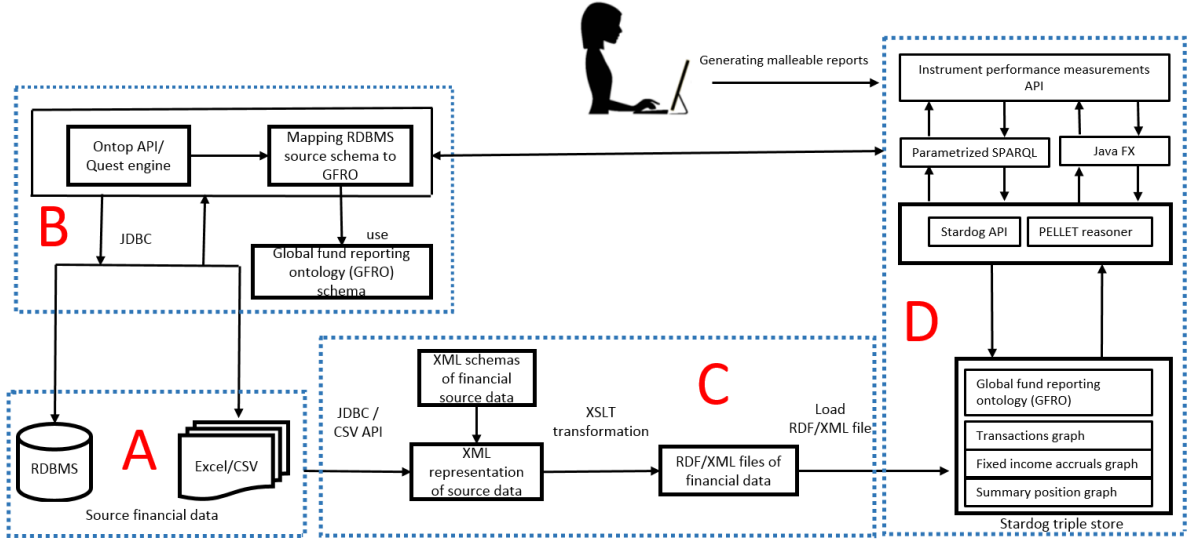 Generating malleable reports
Instrument performance measurements
API
Parametrized SPARQL
Java FX
Stardog API
PELLET reasoner
D
Global fund reporting
ontology (GFRO)
Transactions graph
Fixed income accruals graph
Summary position graph
Stardog triple store
Ontop API/
Quest engine
Mapping RDBMS
source schema to
GFRO
B
JDBC
use
Global fund reporting
ontology (GFRO)
schema
A
RDBMS
Excel/CSV
Source financial data
C
JDBC /
CSV API
XML schemas
of financial
source data
XML
representation
of source data
XSLT
transformation
RDF/XML files of
financial data
Load
RDF/XML file